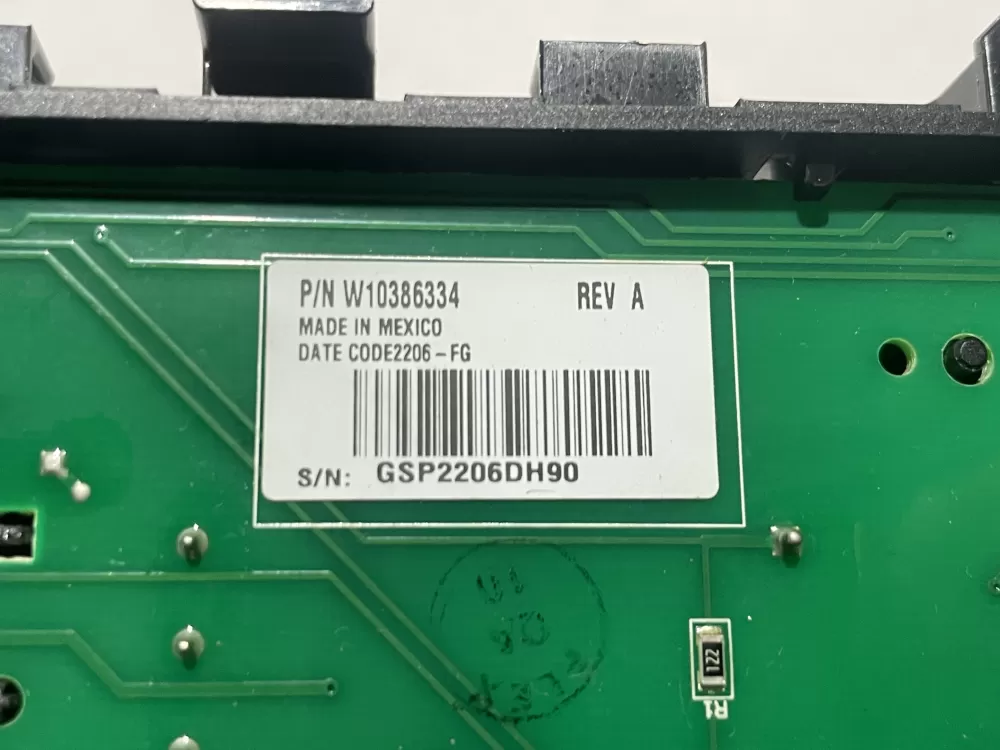 P/N W10386334 REV A
MADE IN MEXICO
DATE CODE2206-FG
S/N: GSP2206DH90
122
R1